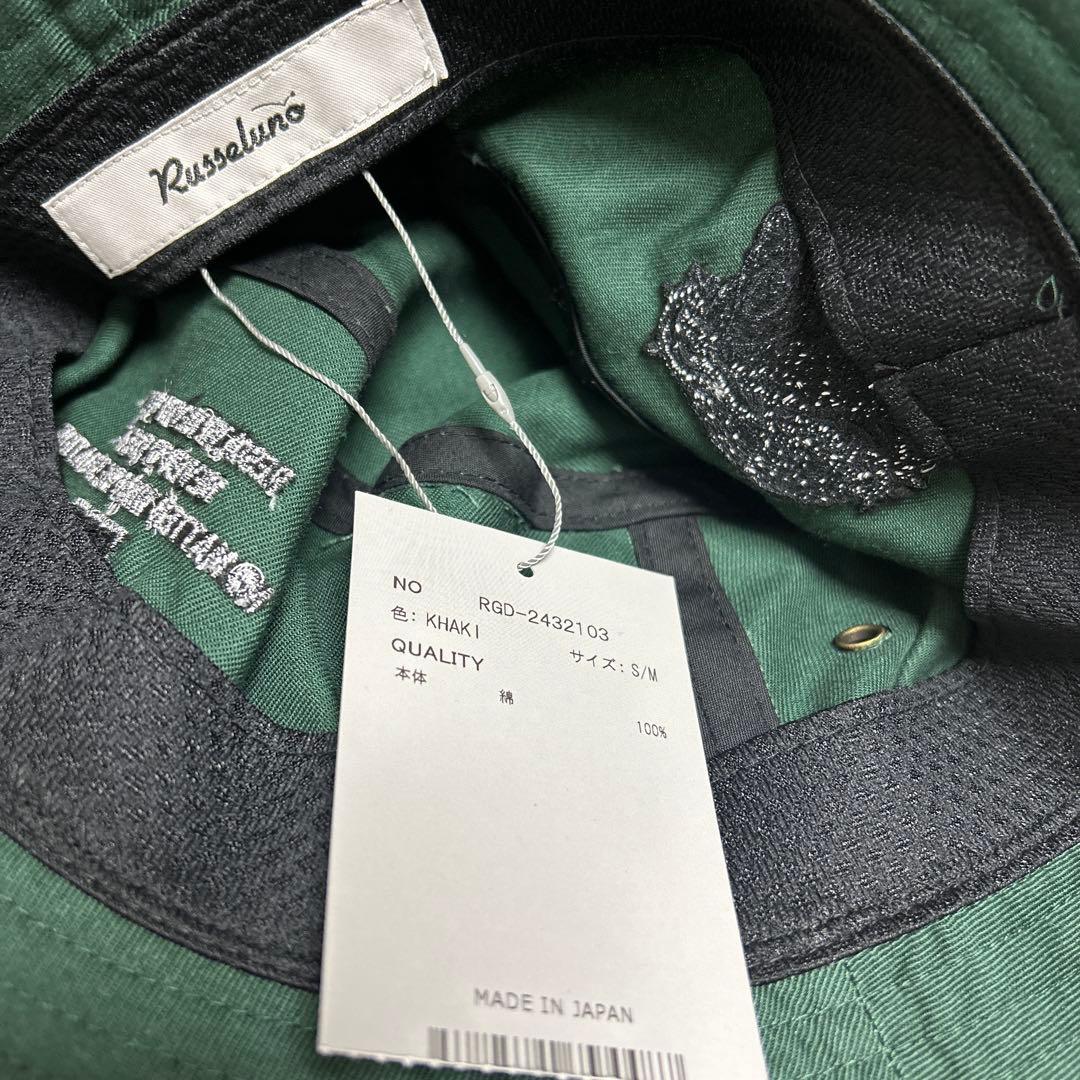 Russeluno
NO RGD-2432103
色: KHAKI サイズ: S/M
QUALITY
本体 綿
100%
MADE IN JAPAN